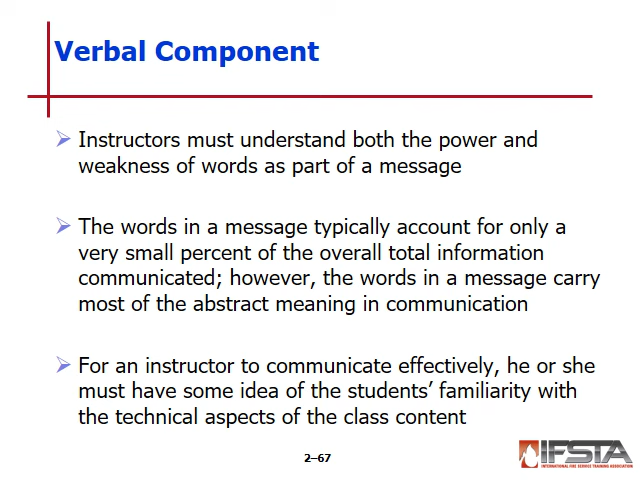 Verbal Component
Instructors must understand both the power and
weakness of words as part of a message
The words in a message typically account for only a
very small percent of the overall total information
communicated; however, the words in a message carry
most of the abstract meaning in communication
For an instructor to communicate effectively, he or she
must have some idea of the students’ familiarity with
the technical aspects of the class content
2–67
IFSTA
INTERNATIONAL FIRE SERVICE TRAINING ASSOCIATION